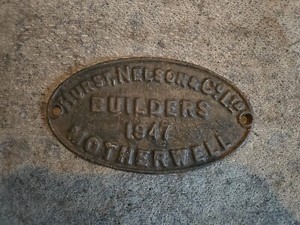 HURST, NELSON & CO LTD
BUILDERS
1947
MOTHERWELL